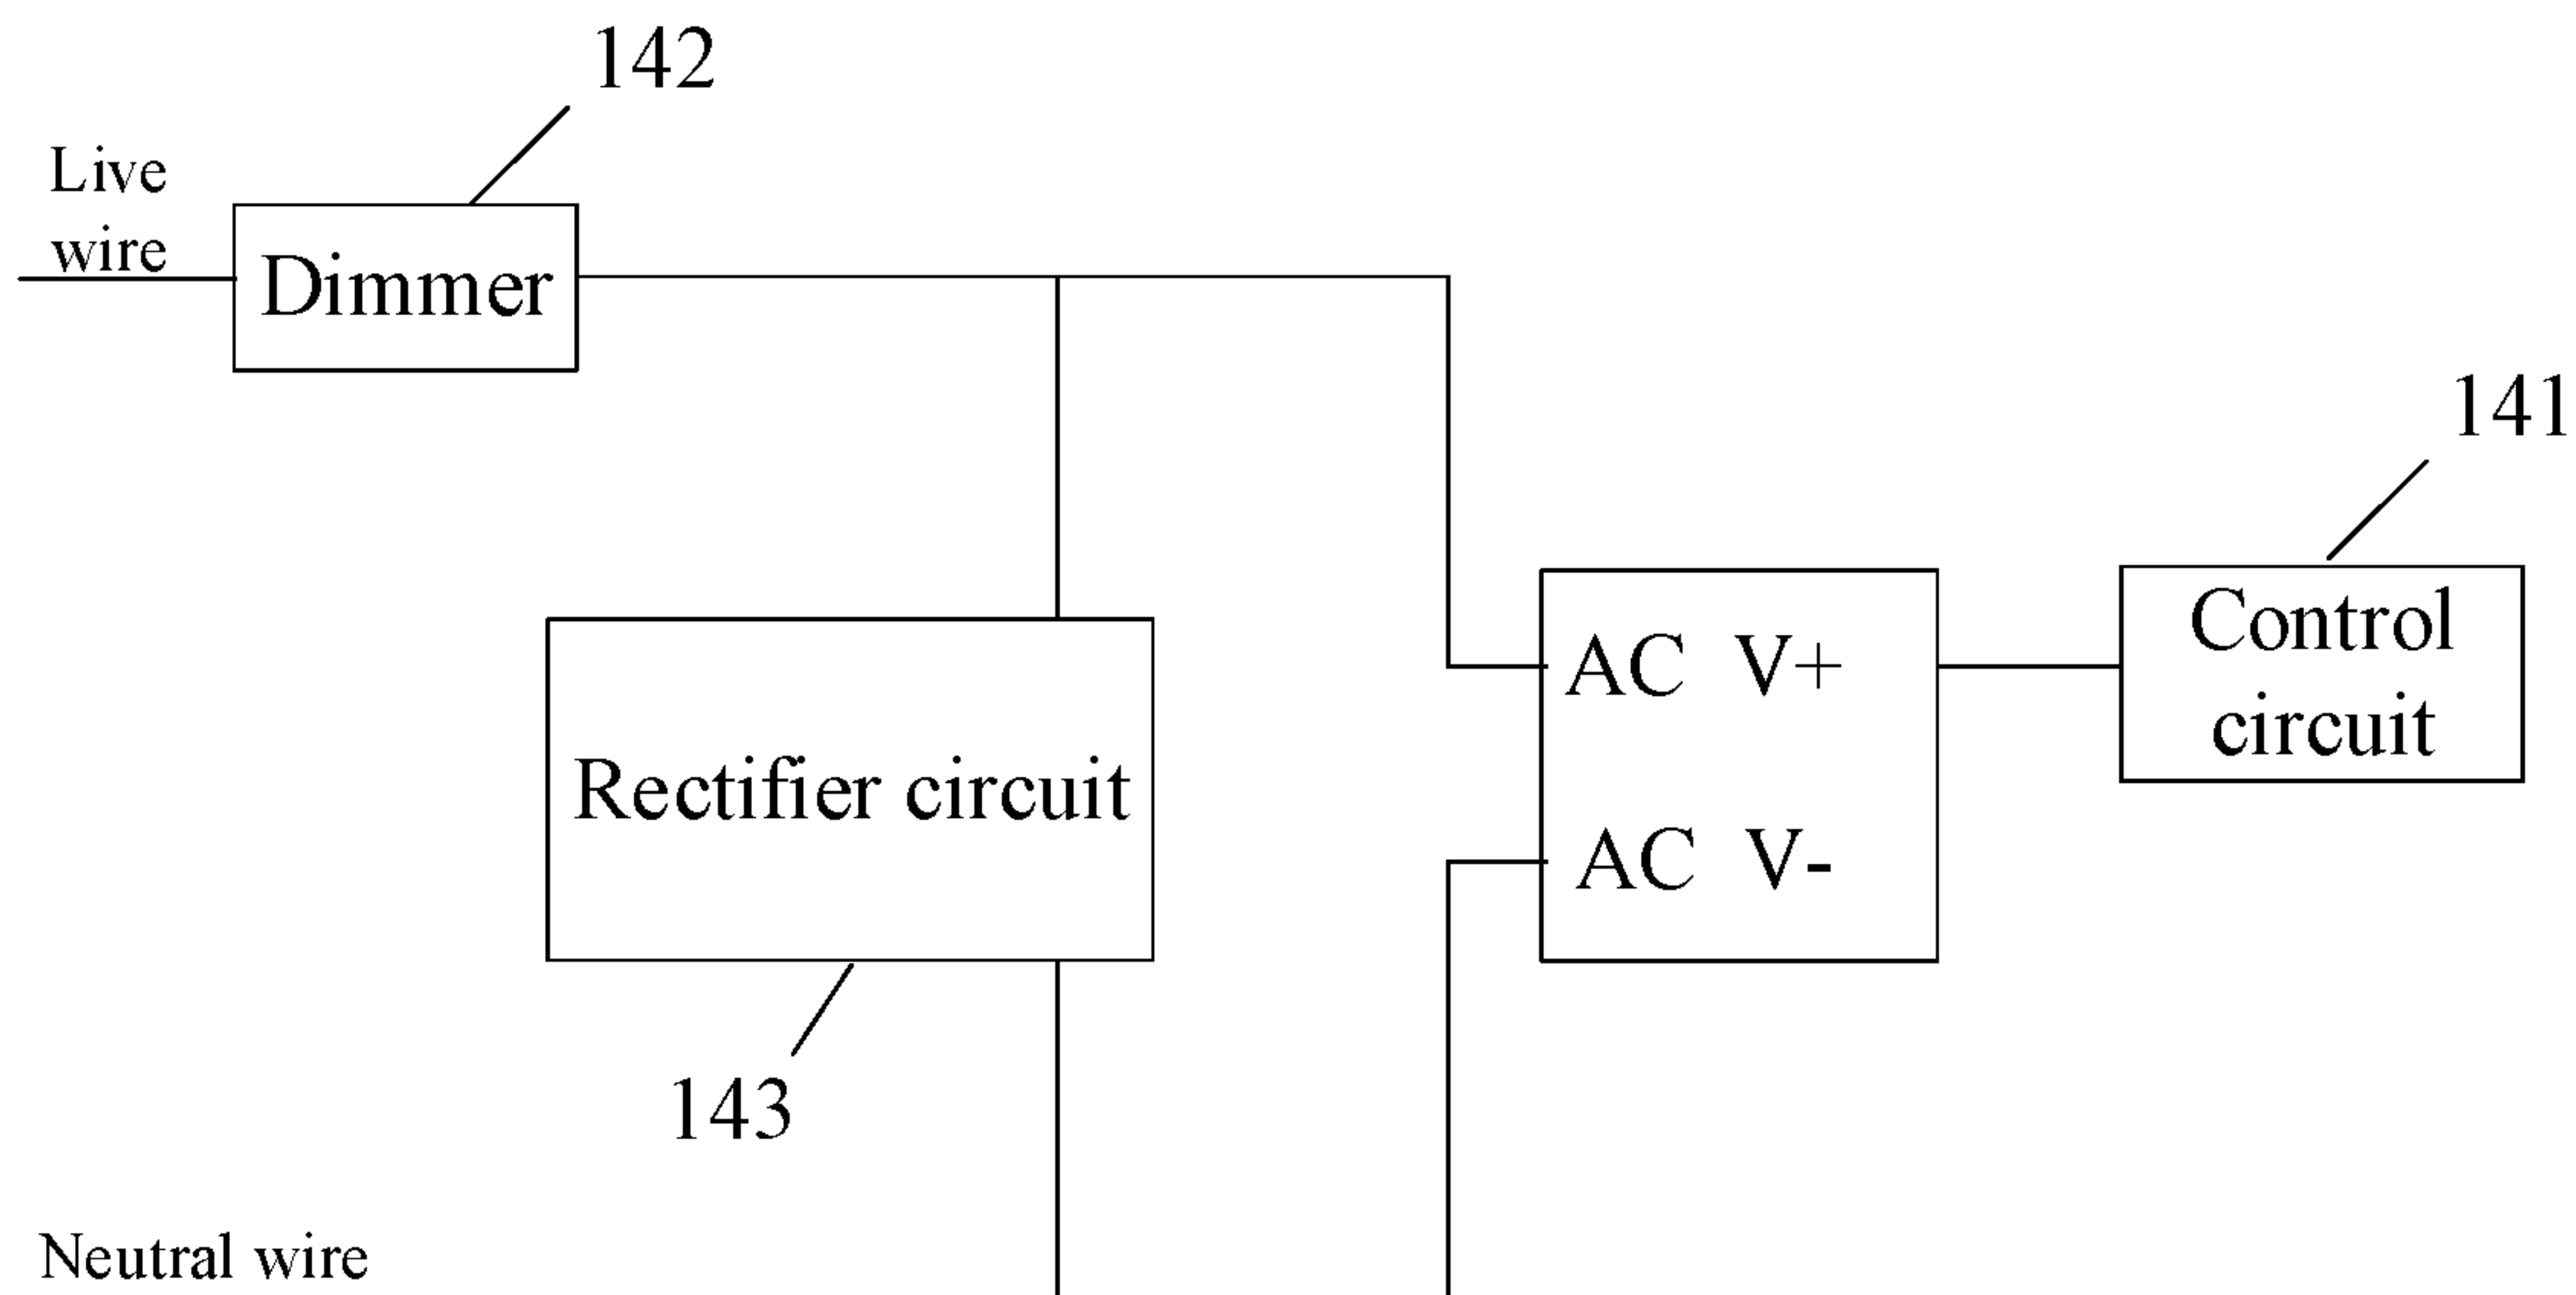 142
Live
wire
Dimmer
141
Control
circuit
AC V+
Rectifier circuit
AC V-
143
Neutral wire